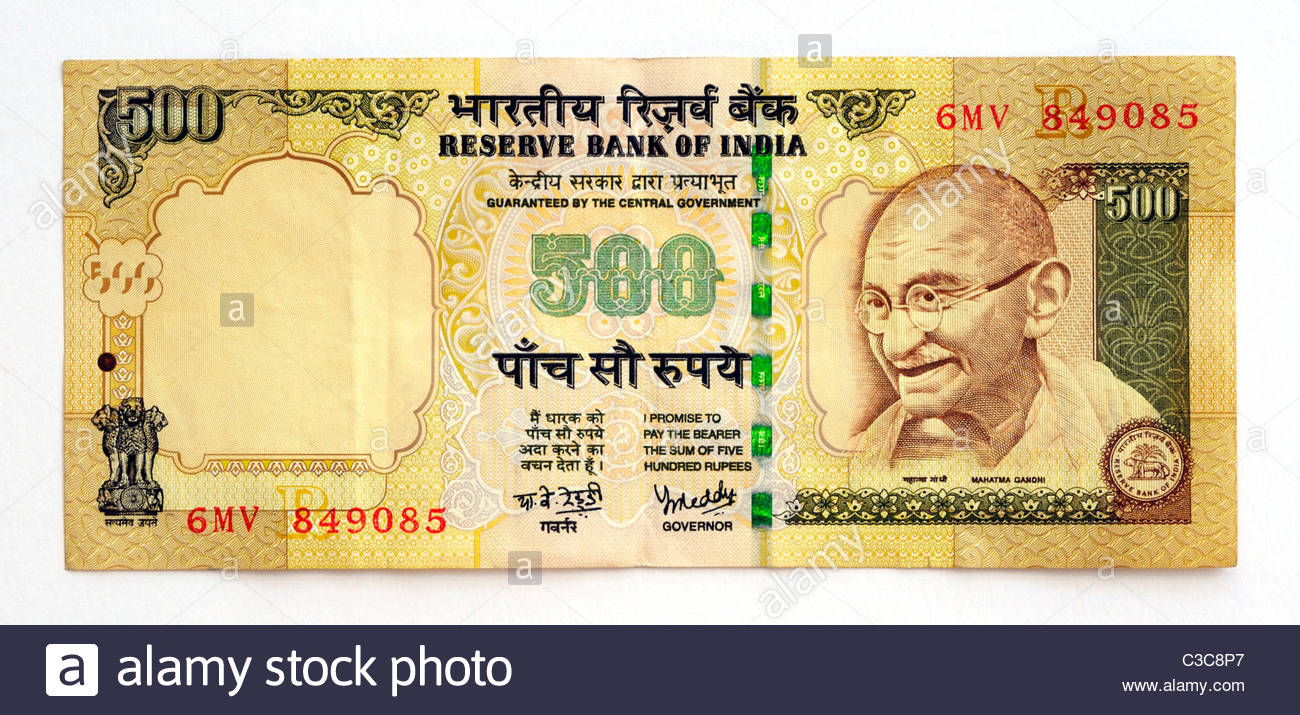 500
भारतीय रिज़र्व बैंक
RESERVE BANK OF INDIA
6MV 849085
केन्द्रीय सरकार द्वारा प्रत्याभूत
GUARANTEED BY THE CENTRAL GOVERNMENT
500
500
पाँच सौ रुपये
मैं धारक को
पाँच सौ रुपये
अदा करने का
वचन देता हूँ।
I PROMISE TO
PAY THE BEARER
THE SUM OF FIVE
HUNDRED RUPEES
गवर्नर
GOVERNOR
महात्मा गांधी
MAHATMA GANDHI
भारतीय रिज़र्व बैंक
RESERVE BANK OF INDIA
सत्यमेव जयते
6MV 849085
a alamy stock photo
C3C8P7
www.alamy.com